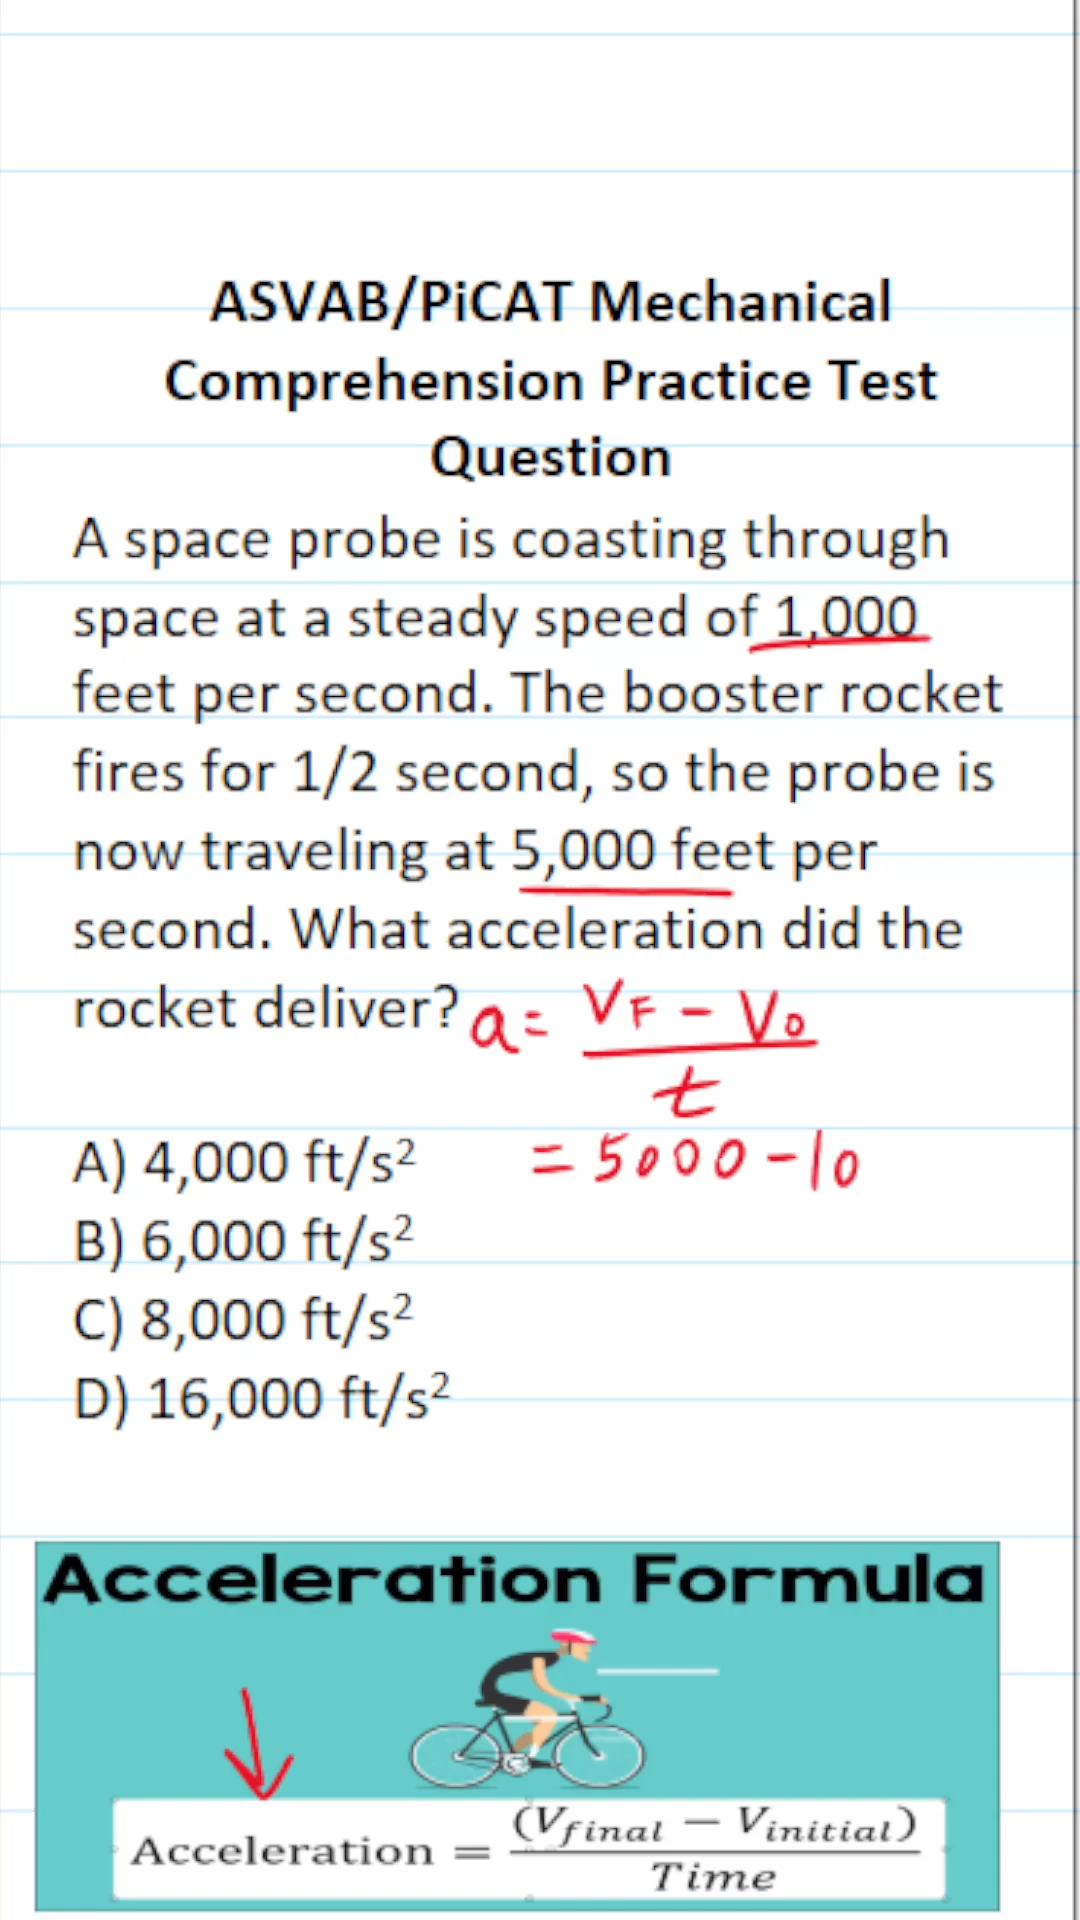 ASVAB/PiCAT Mechanical
Comprehension Practice Test
Question
A space probe is coasting through
space at a steady speed of 1,000
feet per second. The booster rocket
fires for 1/2 second, so the probe is
now traveling at 5,000 feet per
second. What acceleration did the
rocket deliver?
a = VF - V0
t
= 5000 - 10
A) 4,000 ft/s²
B) 6,000 ft/s²
C) 8,000 ft/s²
D) 16,000 ft/s²
Acceleration Formula
Acceleration = (Vfinal − Vinitial)
Time